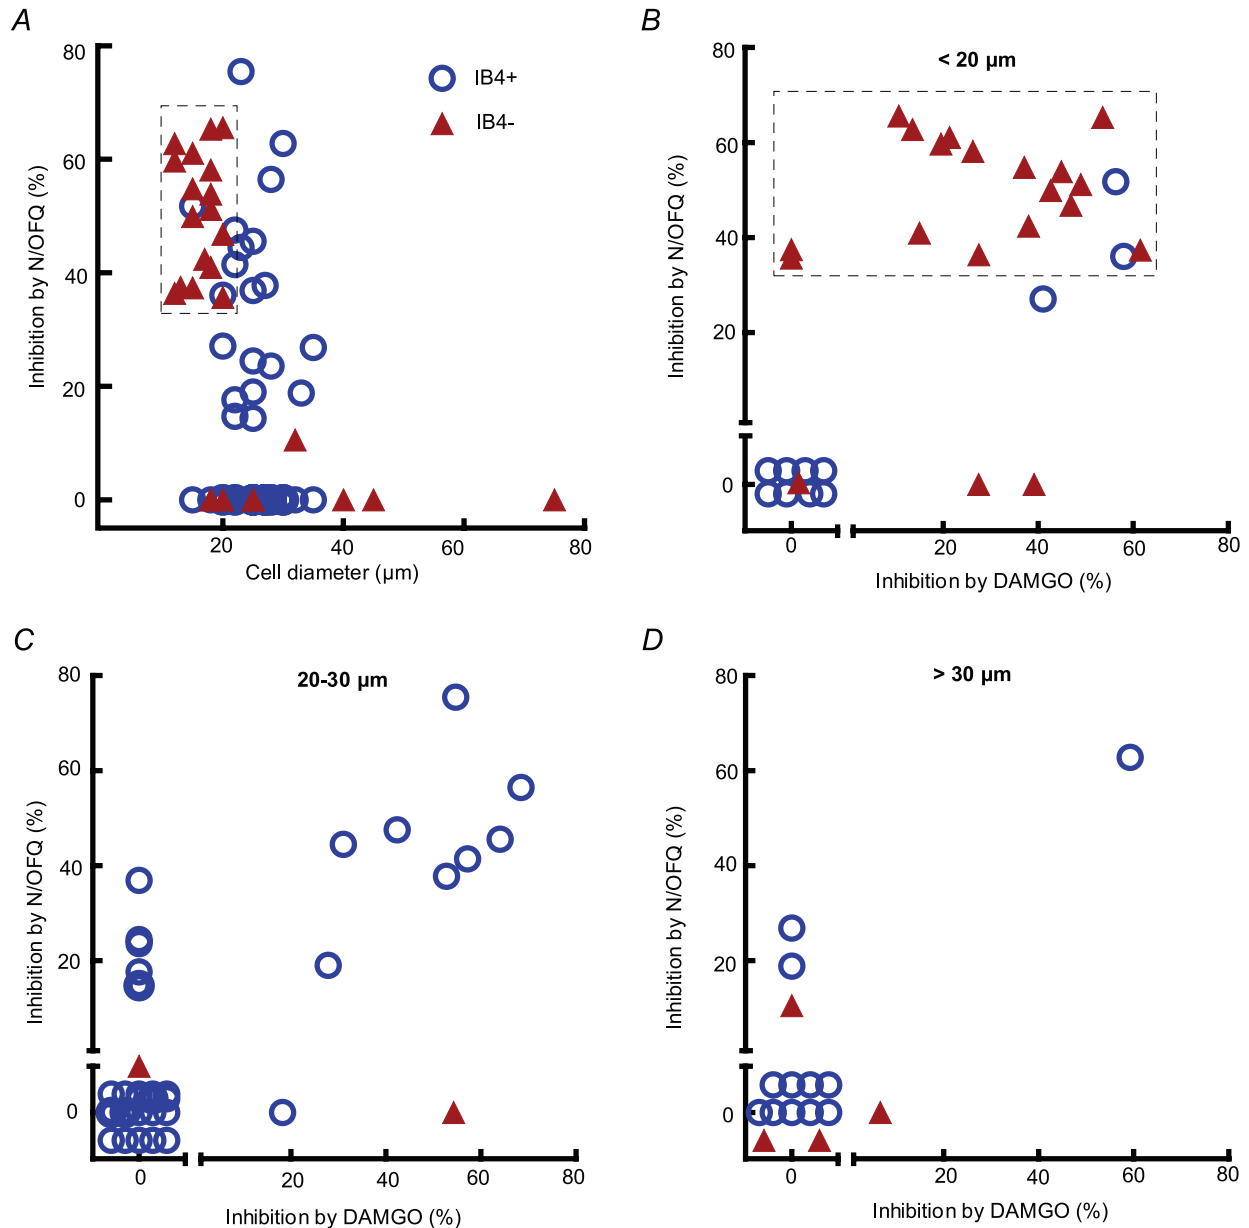 A
80
60
40
20
0
Inhibition by N/OFQ (%)
IB4+
IB4-
20
40
60
80
Cell diameter (µm)
B
< 20 µm
80
60
40
20
0
Inhibition by N/OFQ (%)
0
20
40
60
80
Inhibition by DAMGO (%)
C
20-30 µm
80
60
40
20
0
Inhibition by N/OFQ (%)
0
20
40
60
80
Inhibition by DAMGO (%)
D
> 30 µm
80
60
40
20
0
Inhibition by N/OFQ (%)
0
20
40
60
80
Inhibition by DAMGO (%)